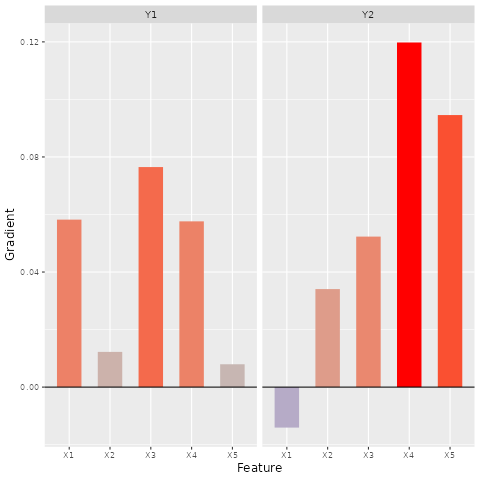 Y1 Y2
Gradient
0.12
0.08
0.04
0.00
X1 X2 X3 X4 X5 X1 X2 X3 X4 X5
Feature